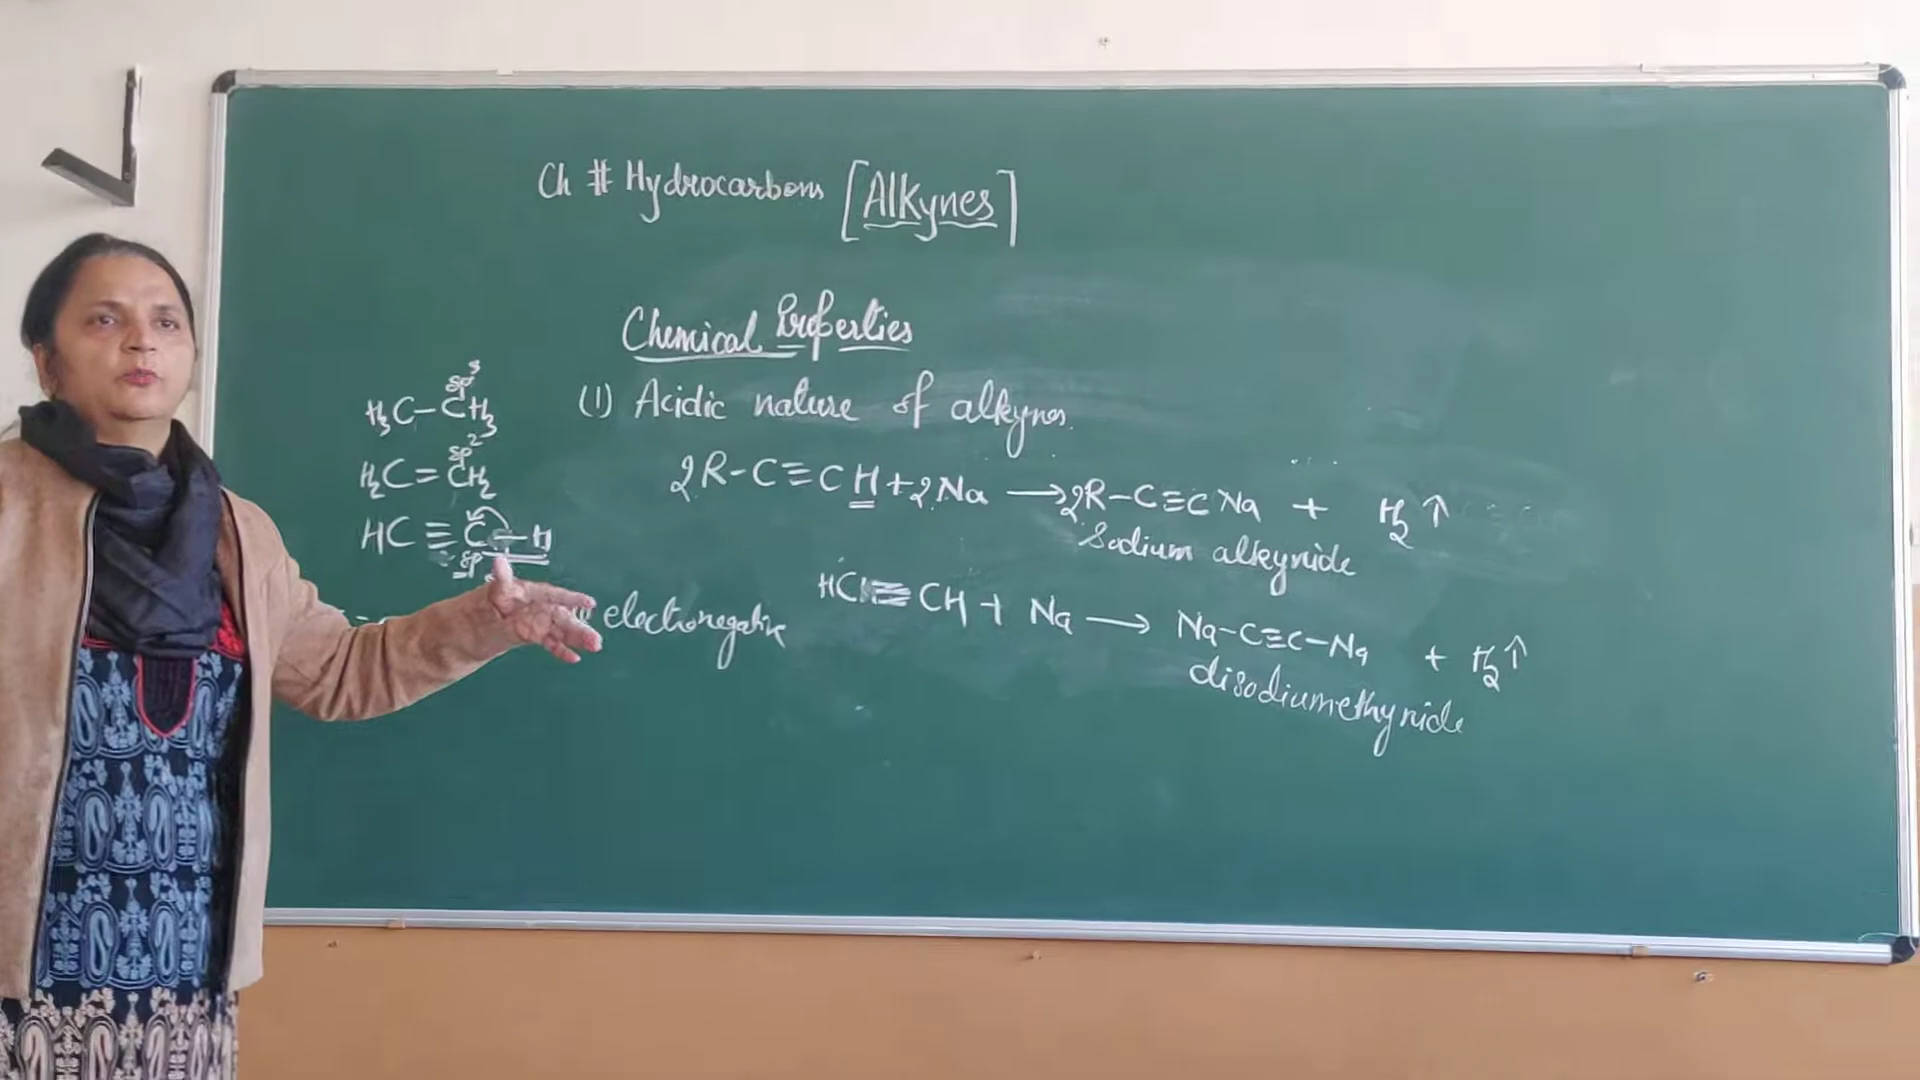 Ch # Hydrocarbons [Alkynes]
Chemical Properties
(1) Acidic nature of alkynes.
H₃C–CH₃ sp³
H₂C=CH₂ sp²
HC≡C–H sp
electronegative
2R–C≡CH + 2Na ⟶ 2R–C≡CNa + H₂↑
Sodium alkynide
HC≡CH + Na ⟶ Na–C≡C–Na + H₂↑
disodiumethynide